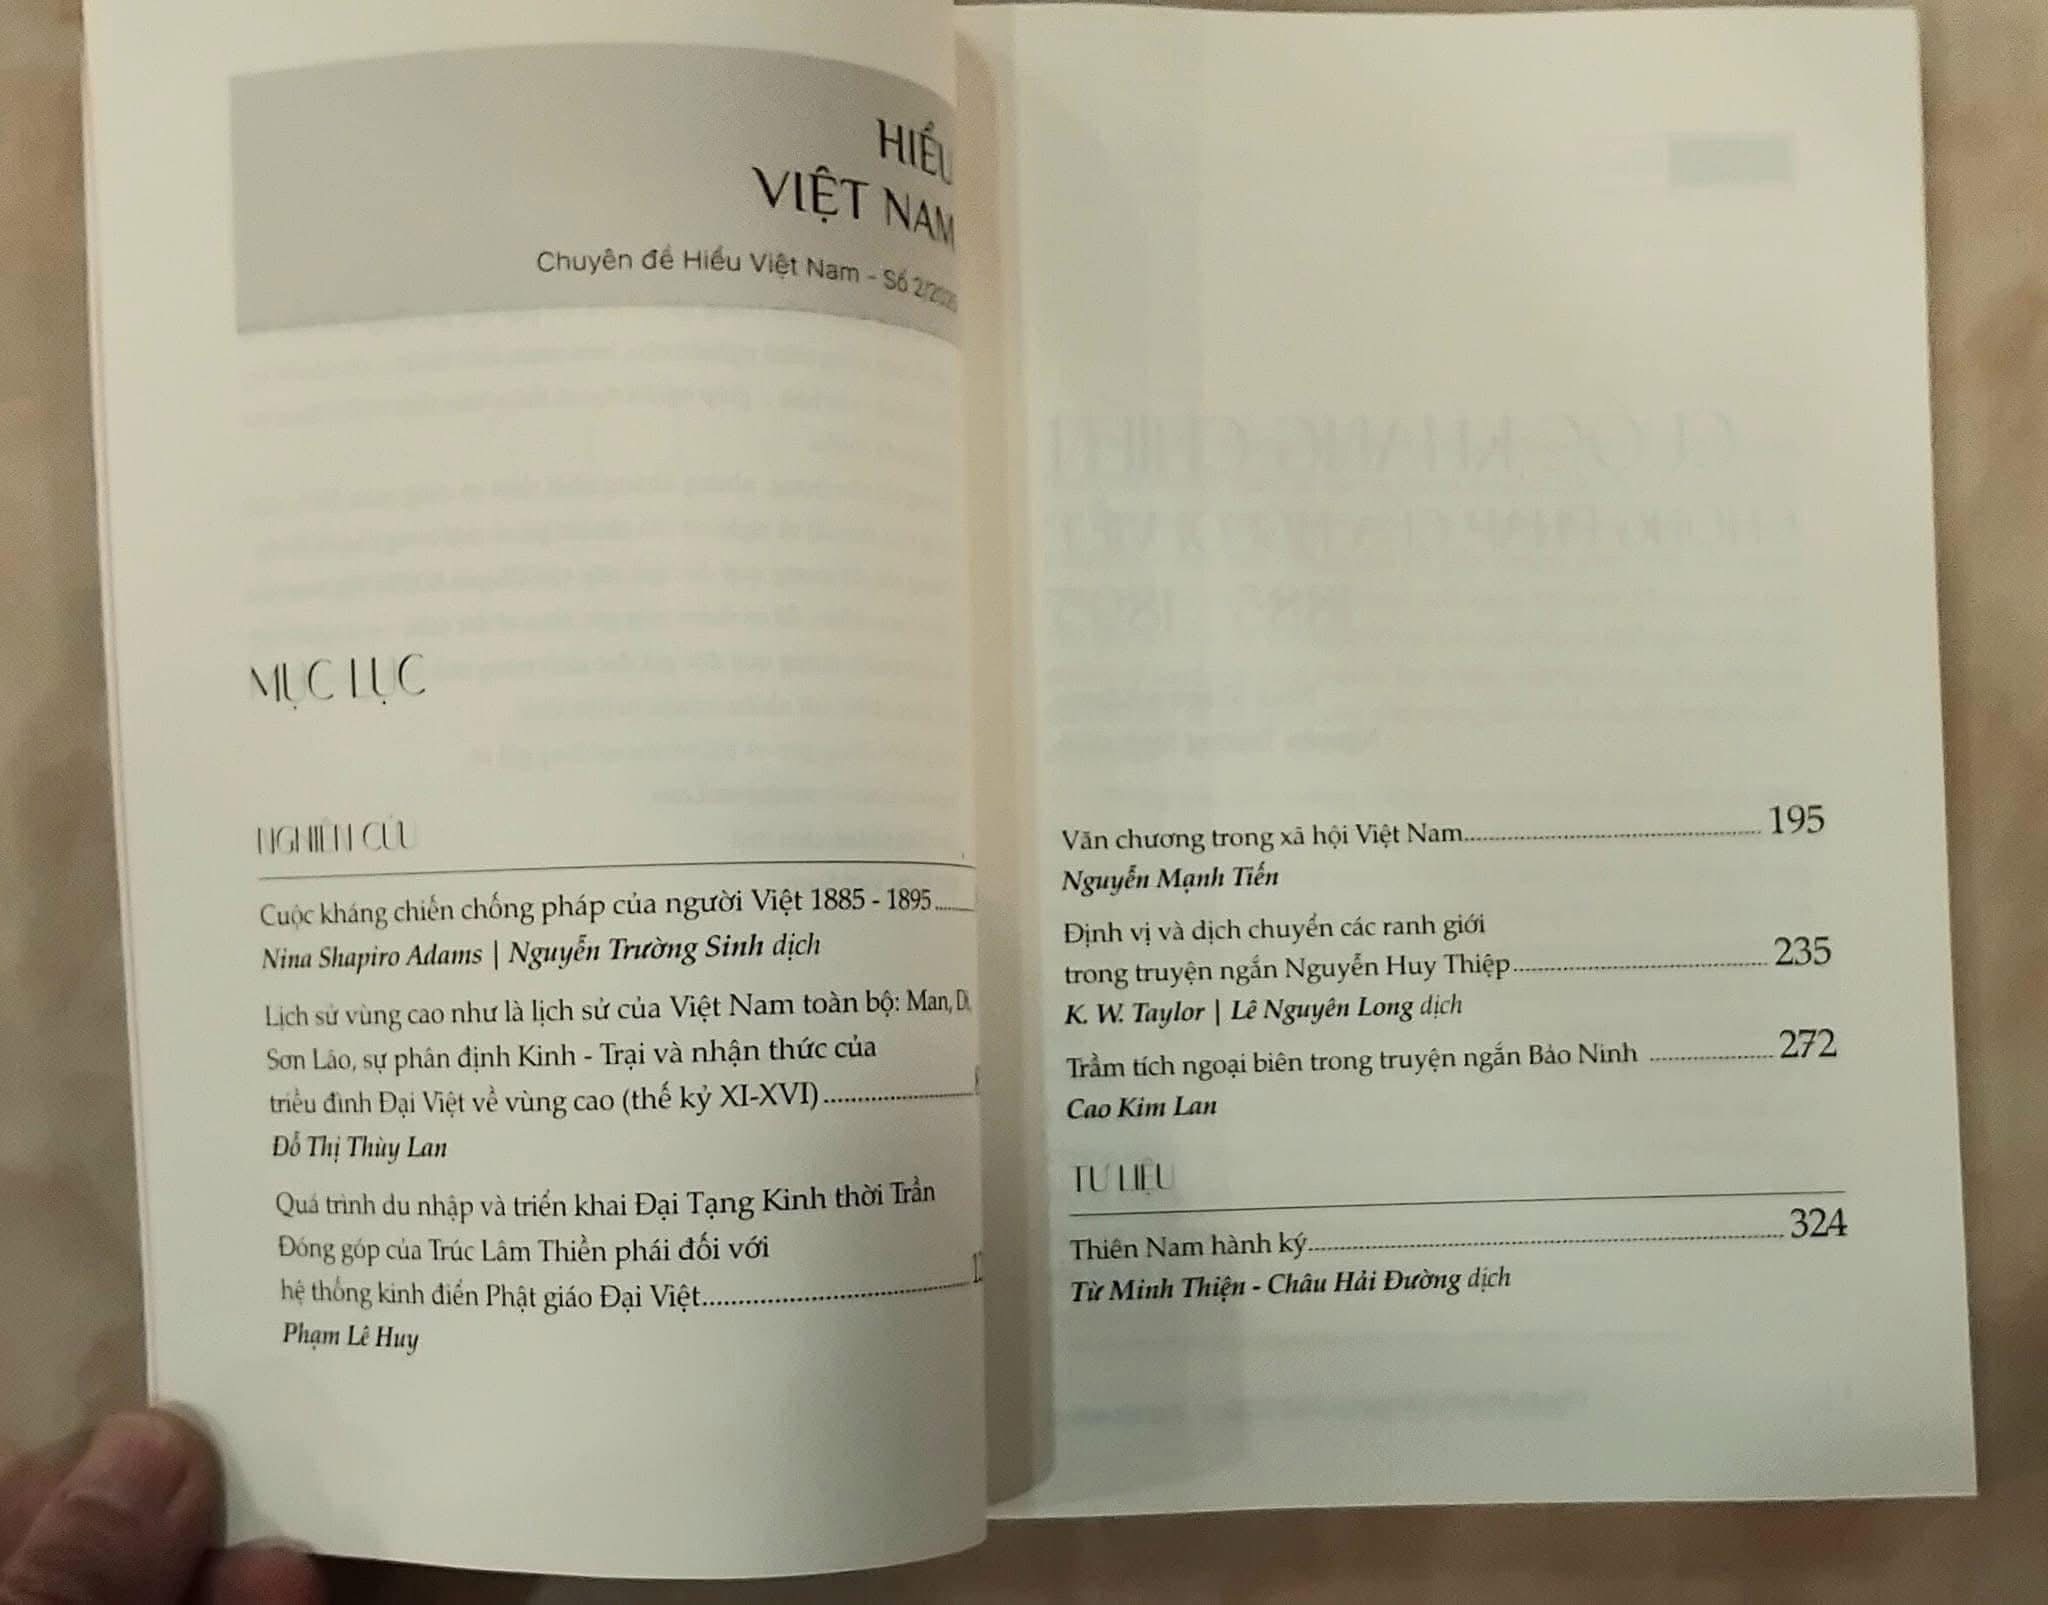 HIỂU
VIỆT NAM
Chuyên đề Hiểu Việt Nam - Số
MỤC LỤC
NGHIÊN CỨU
Cuộc kháng chiến chống pháp của người Việt 1885 - 1895
Nina Shapiro Adams | Nguyễn Trường Sinh dịch
Lịch sử vùng cao như là lịch sử của Việt Nam toàn bộ: Man, Di,
Sơn Lão, sự phân định Kinh - Trại và nhận thức của
triều đình Đại Việt về vùng cao (thế kỷ XI-XVI)
Đỗ Thị Thùy Lan
Quá trình du nhập và triển khai Đại Tạng Kinh thời Trần
Đóng góp của Trúc Lâm Thiền phái đối với
hệ thống kinh điển Phật giáo Đại Việt
Phạm Lê Huy
Văn chương trong xã hội Việt Nam 195
Nguyễn Mạnh Tiến
Định vị và dịch chuyển các ranh giới
trong truyện ngắn Nguyễn Huy Thiệp 235
K. W. Taylor | Lê Nguyên Long dịch
Trầm tích ngoại biên trong truyện ngắn Bảo Ninh 272
Cao Kim Lan
TƯ LIỆU
Thiên Nam hành ký 324
Từ Minh Thiện - Châu Hải Đường dịch